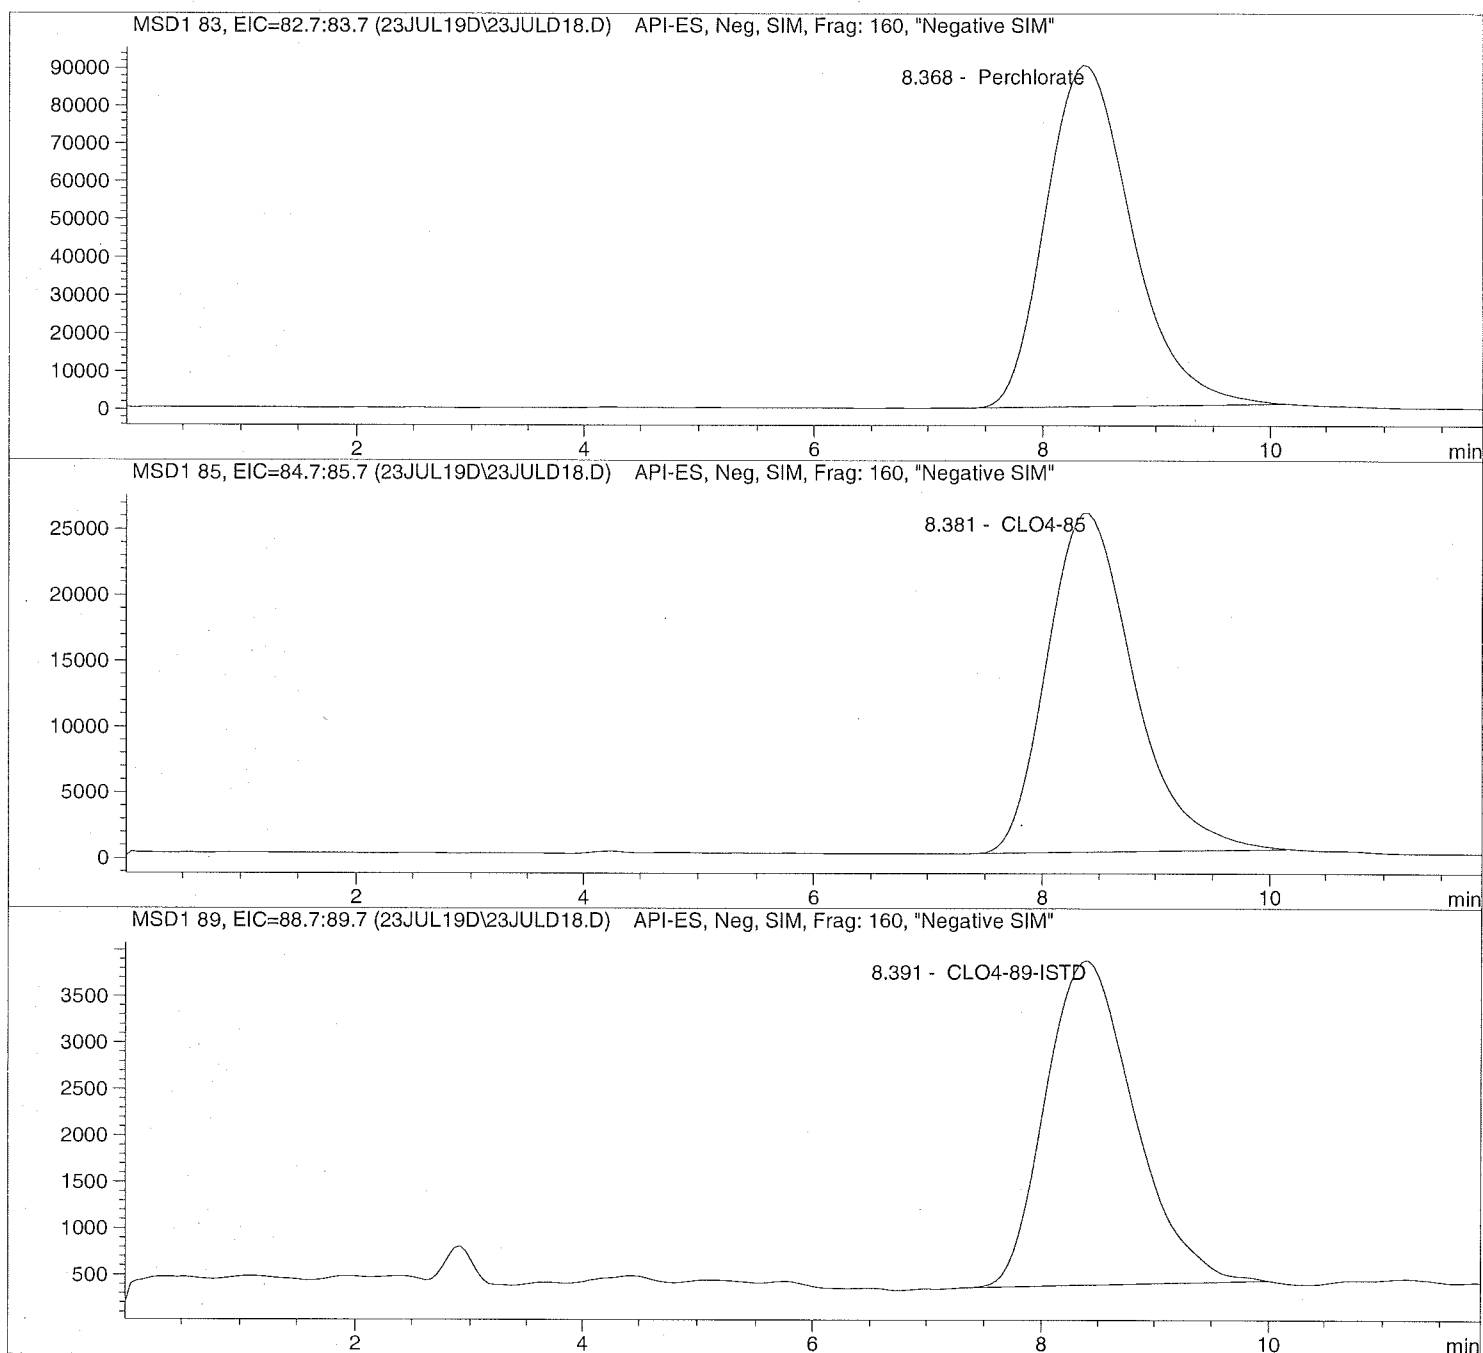 MSD1 83, EIC=82.7:83.7 (23JUL19D\23JULD18.D) API-ES, Neg, SIM, Frag: 160, "Negative SIM"
90000
8.368 - Perchlorate
80000
70000
60000
50000
40000
30000
20000
10000
0
2 4 6 8 10 min
MSD1 85, EIC=84.7:85.7 (23JUL19D\23JULD18.D) API-ES, Neg, SIM, Frag: 160, "Negative SIM"
25000
8.381 - CLO4-85
20000
15000
10000
5000
0
2 4 6 8 10 min
MSD1 89, EIC=88.7:89.7 (23JUL19D\23JULD18.D) API-ES, Neg, SIM, Frag: 160, "Negative SIM"
8.391 - CLO4-89-ISTD
3500
3000
2500
2000
1500
1000
500
2 4 6 8 10 min